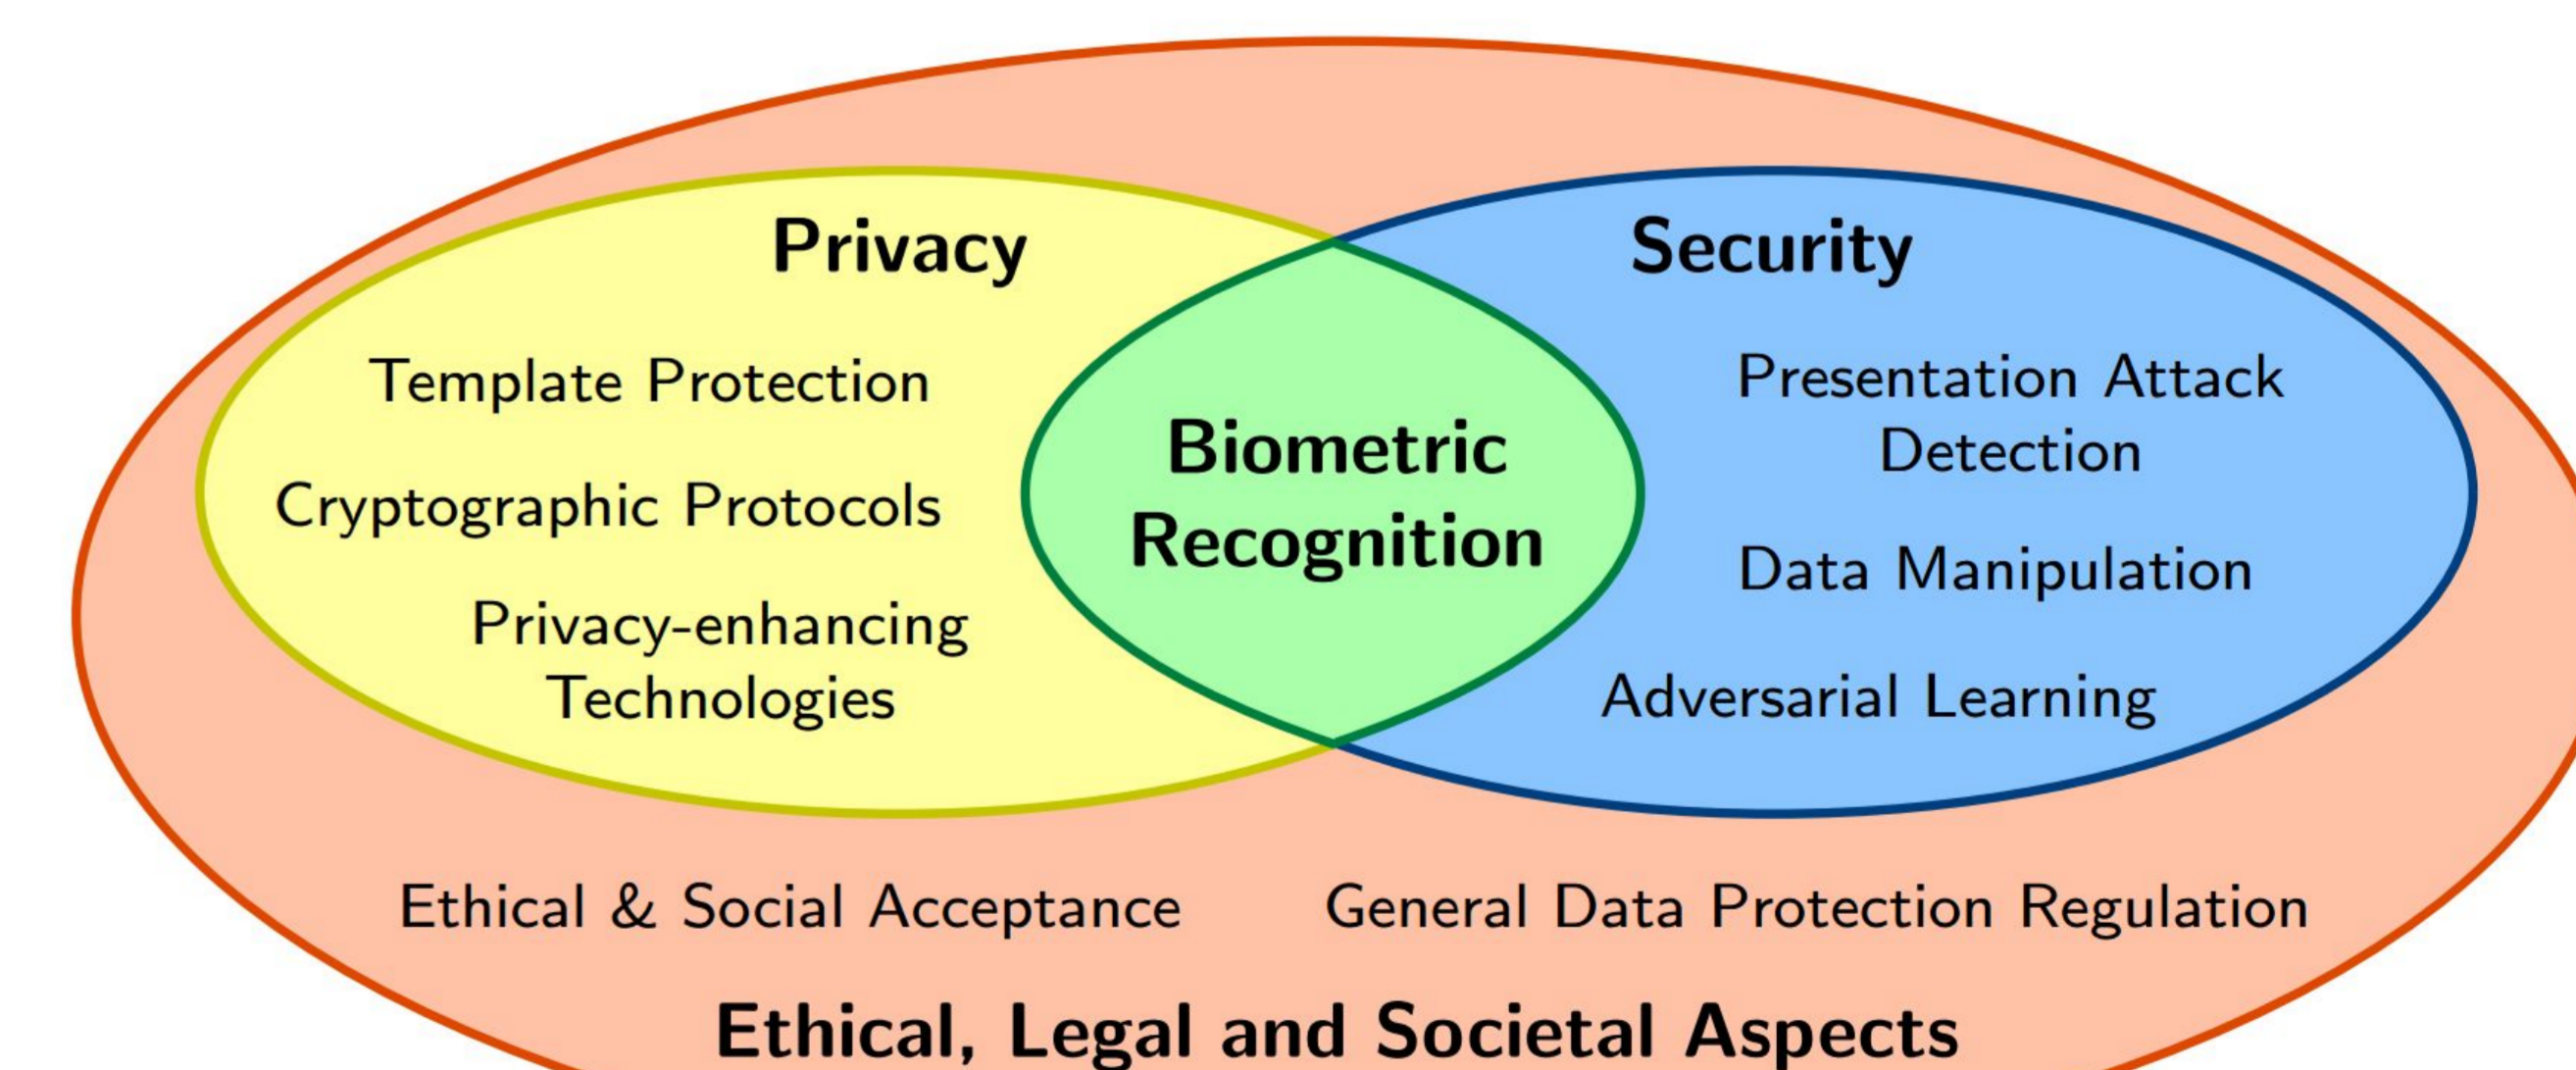 Privacy
Security
Template Protection
Cryptographic Protocols
Privacy-enhancing
Technologies
Biometric
Recognition
Presentation Attack
Detection
Data Manipulation
Adversarial Learning
Ethical & Social Acceptance
General Data Protection Regulation
Ethical, Legal and Societal Aspects